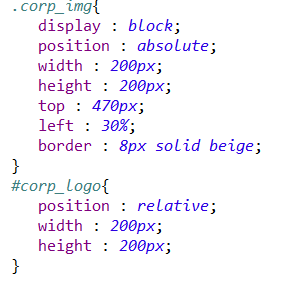 .corp_img{
display : block;
position : absolute;
width : 200px;
height : 200px;
top : 470px;
left : 30%;
border : 8px solid beige;
}
#corp_logo{
position : relative;
width : 200px;
height : 200px;
}